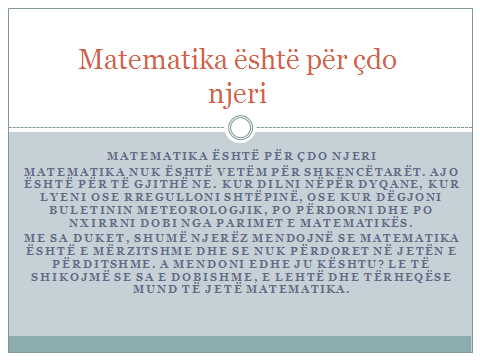 Matematika është për çdo
njeri
MATEMATIKA ËSHTË PËR ÇDO NJERI
MATEMATIKA NUK ËSHTË VETËM PËR SHKENCËTARËT. AJO
ËSHTË PËR TË GJITHË NE. KUR DILNI NËPËR DYQANE, KUR
LYENI OSE RREGULLONI SHTËPINË, OSE KUR DËGJONI
BULETININ METEOROLOGJIK, PO PËRDORNI DHE PO
NXIRRNI DOBI NGA PARIMET E MATEMATIKËS.
ME SA DUKET, SHUMË NJERËZ MENDOJNË SE MATEMATIKA
ËSHTË E MËRZITSHME DHE SE NUK PËRDORET NË JETËN E
PËRDITSHME. A MENDONI EDHE JU KËSHTU? LE TË
SHIKOJMË SE SA E DOBISHME, E LEHTË DHE TËRHEQËSE
MUND TË JETË MATEMATIKA.